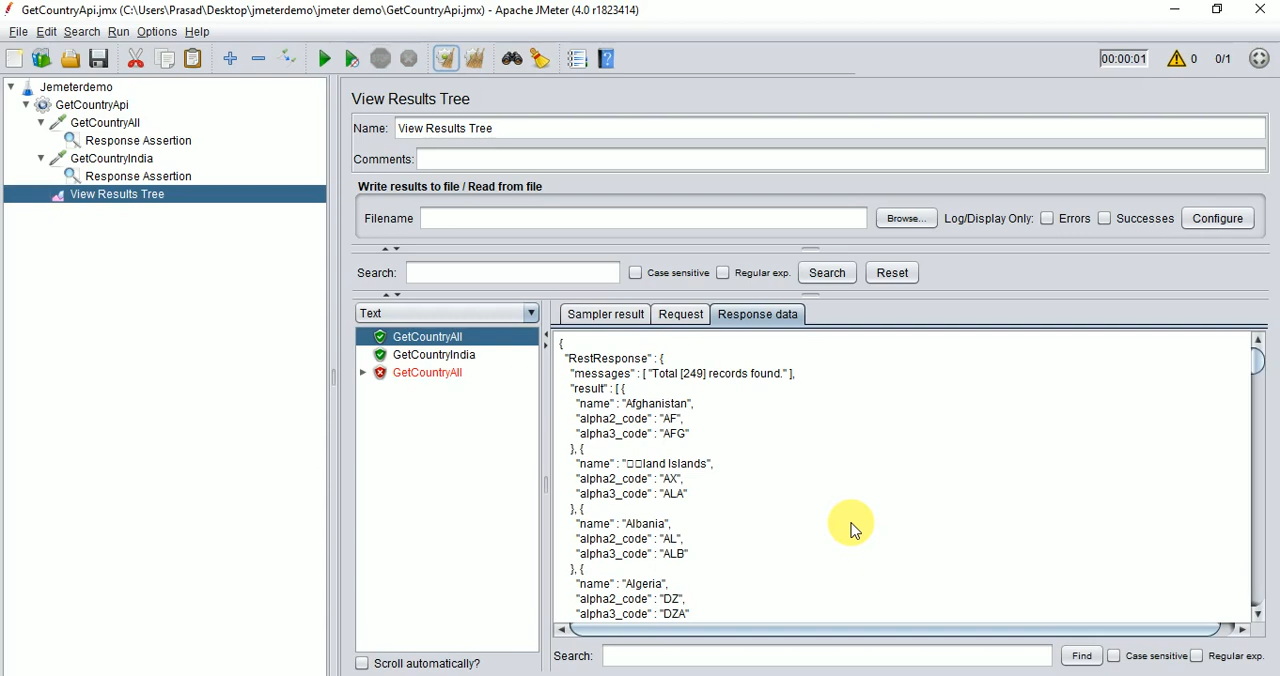 GetCountryApi.jmx (C:\Users\Prasad\Desktop\jmeterdemo\jmeter demo\GetCountryApi.jmx) - Apache JMeter (4.0 r1823414)
File Edit Search Run Options Help
00:00:01 0 0/1
Jemeterdemo
GetCountryApi
GetCountryAll
Response Assertion
GetCountryIndia
Response Assertion
View Results Tree
View Results Tree
Name: View Results Tree
Comments:
Write results to file / Read from file
Filename Browse... Log/Display Only: Errors Successes Configure
Search: Case sensitive Regular exp. Search Reset
Text
GetCountryAll
GetCountryIndia
GetCountryAll
Scroll automatically?
Sampler result Request Response data
{
"RestResponse" : {
"messages" : [ "Total [249] records found." ],
"result" : [ {
"name" : "Afghanistan",
"alpha2_code" : "AF",
"alpha3_code" : "AFG"
}, {
"name" : "□□land Islands",
"alpha2_code" : "AX",
"alpha3_code" : "ALA"
}, {
"name" : "Albania",
"alpha2_code" : "AL",
"alpha3_code" : "ALB"
}, {
"name" : "Algeria",
"alpha2_code" : "DZ",
"alpha3_code" : "DZA"
Search: Find Case sensitive Regular exp.